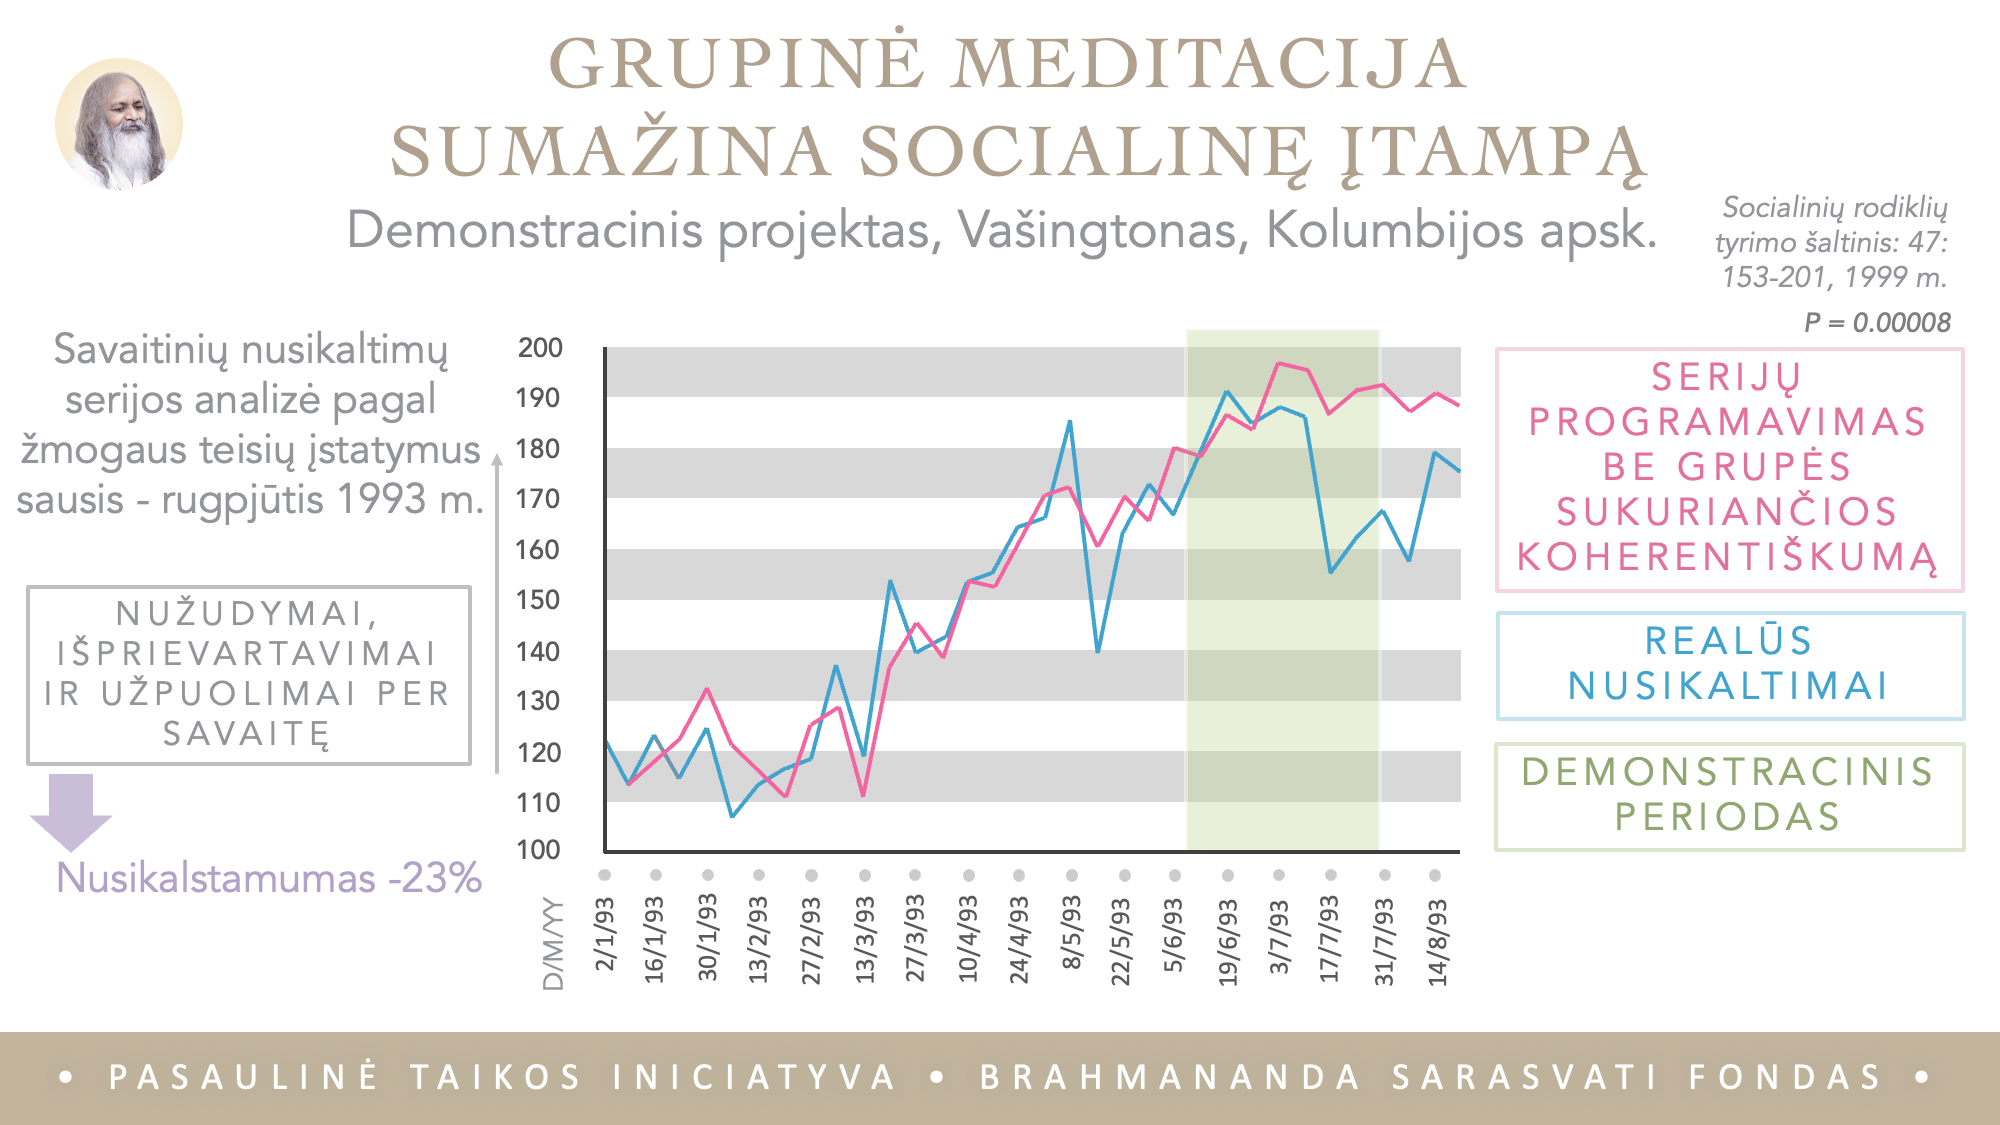 GRUPINĖ MEDITACIJA
SUMAŽINA SOCIALINĘ ĮTAMPĄ
Demonstracinis projektas, Vašingtonas, Kolumbijos apsk.
Socialinių rodiklių
tyrimo šaltinis: 47:
153-201, 1999 m.
P = 0.00008
Savaitinių nusikaltimų
serijos analizė pagal
žmogaus teisių įstatymus
sausis - rugpjūtis 1993 m.
NUŽUDYMAI,
IŠPRIEVARTAVIMAI
IR UŽPUOLIMAI PER
SAVAITĘ
Nusikalstamumas -23%
200
190
180
170
160
150
140
130
120
110
100
D/M/YY
2/1/93
16/1/93
30/1/93
13/2/93
27/2/93
13/3/93
27/3/93
10/4/93
24/4/93
8/5/93
22/5/93
5/6/93
19/6/93
3/7/93
17/7/93
31/7/93
14/8/93
SERIJŲ
PROGRAMAVIMAS
BE GRUPĖS
SUKURIANČIOS
KOHERENTIŠKUMĄ
REALŪS
NUSIKALTIMAI
DEMONSTRACINIS
PERIODAS
• PASAULINĖ TAIKOS INICIATYVA • BRAHMANANDA SARASVATI FONDAS •